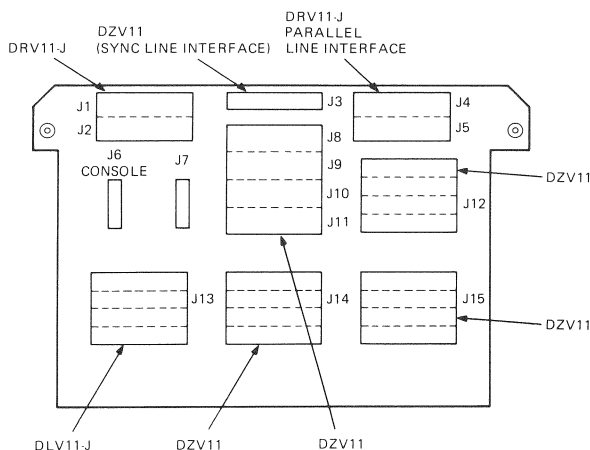 DRV11-J
DZV11
(SYNC LINE INTERFACE)
DRV11-J
PARALLEL
LINE INTERFACE
J1
J2
J3
J4
J5
J6
CONSOLE
J7
J8
J9
J10
J11
J12
DZV11
J13
J14
J15
DZV11
DLV11-J
DZV11
DZV11